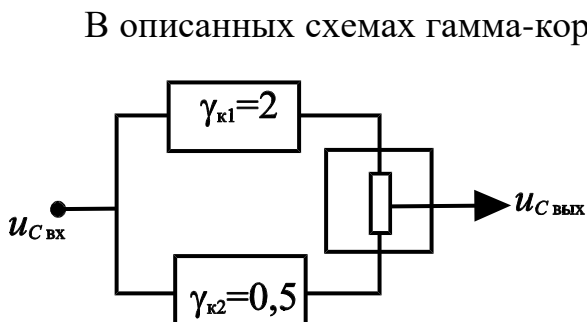 В описанных схемах гамма-кор
γк1=2
uC вх
uC вых
γк2=0,5